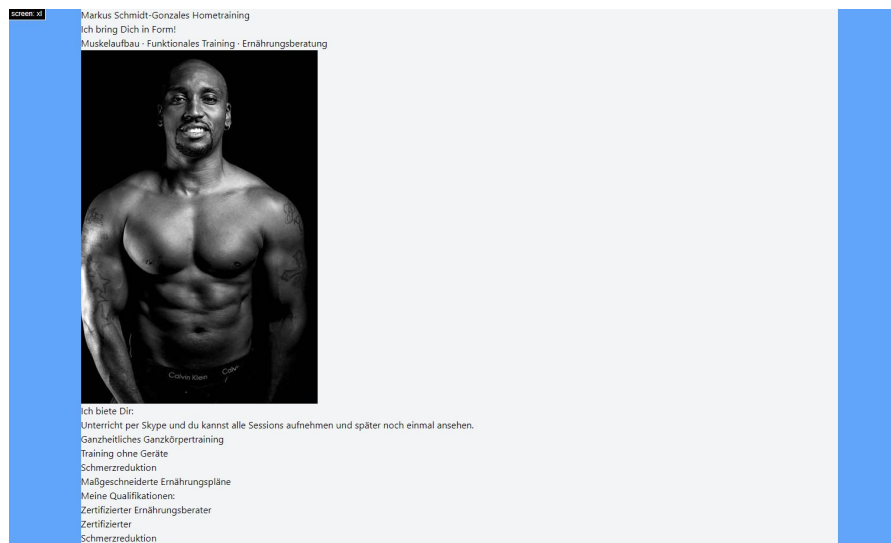 screen: xl
Markus Schmidt-Gonzales Hometraining
Ich bring Dich in Form!
Muskelaufbau · Funktionales Training · Ernährungsberatung
Calvin Klein
Calvin
Ich biete Dir:
Unterricht per Skype und du kannst alle Sessions aufnehmen und später noch einmal ansehen.
Ganzheitliches Ganzkörpertraining
Training ohne Geräte
Schmerzreduktion
Maßgeschneiderte Ernährungspläne
Meine Qualifikationen:
Zertifizierter Ernährungsberater
Zertifizierter
Schmerzreduktion